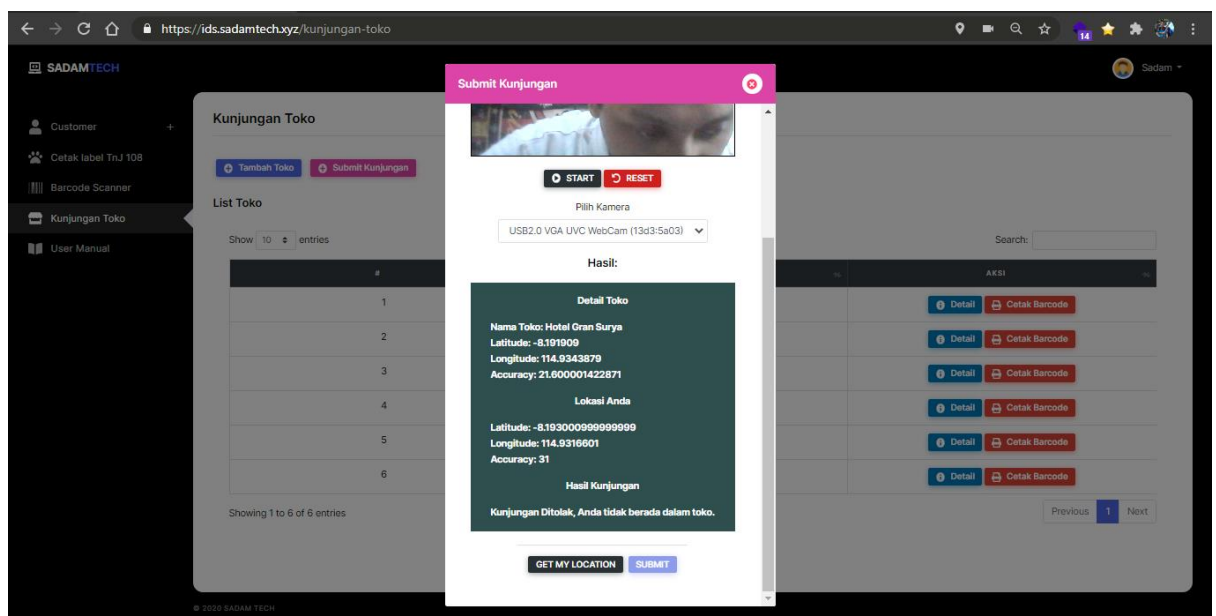 https://ids.sadamtech.xyz/kunjungan-toko
14
SADAMTECH
Sadam
Customer +
Cetak label TnJ 108
Barcode Scanner
Kunjungan Toko
User Manual
Kunjungan Toko
Tambah Toko Submit Kunjungan
List Toko
Show 10 entries
Search:
# AKSI
1 Detail Cetak Barcode
2 Detail Cetak Barcode
3 Detail Cetak Barcode
4 Detail Cetak Barcode
5 Detail Cetak Barcode
6 Detail Cetak Barcode
Showing 1 to 6 of 6 entries
Previous 1 Next
Submit Kunjungan
START RESET
Pilih Kamera
USB2.0 VGA UVC WebCam (13d3:5a03)
Hasil:
Detail Toko
Nama Toko: Hotel Gran Surya
Latitude: -8.191909
Longitude: 114.9343879
Accuracy: 21.600001422871
Lokasi Anda
Latitude: -8.193000999999999
Longitude: 114.9316601
Accuracy: 31
Hasil Kunjungan
Kunjungan Ditolak, Anda tidak berada dalam toko.
GET MY LOCATION SUBMIT
© 2020 SADAM TECH